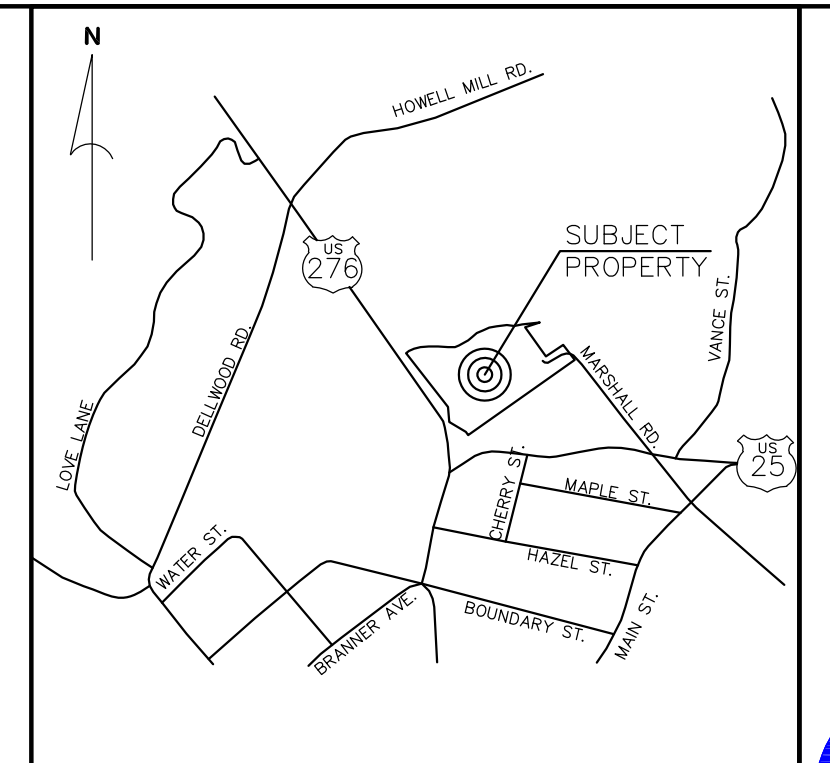 N
HOWELL MILL RD.
US
276
SUBJECT
PROPERTY
VANCE ST.
DELLWOOD RD.
MARSHALL RD.
LOVE LANE
US
25
CHERRY ST.
MAPLE ST.
WATER ST.
HAZEL ST.
BOUNDARY ST.
BRANNER AVE.
MAIN ST.